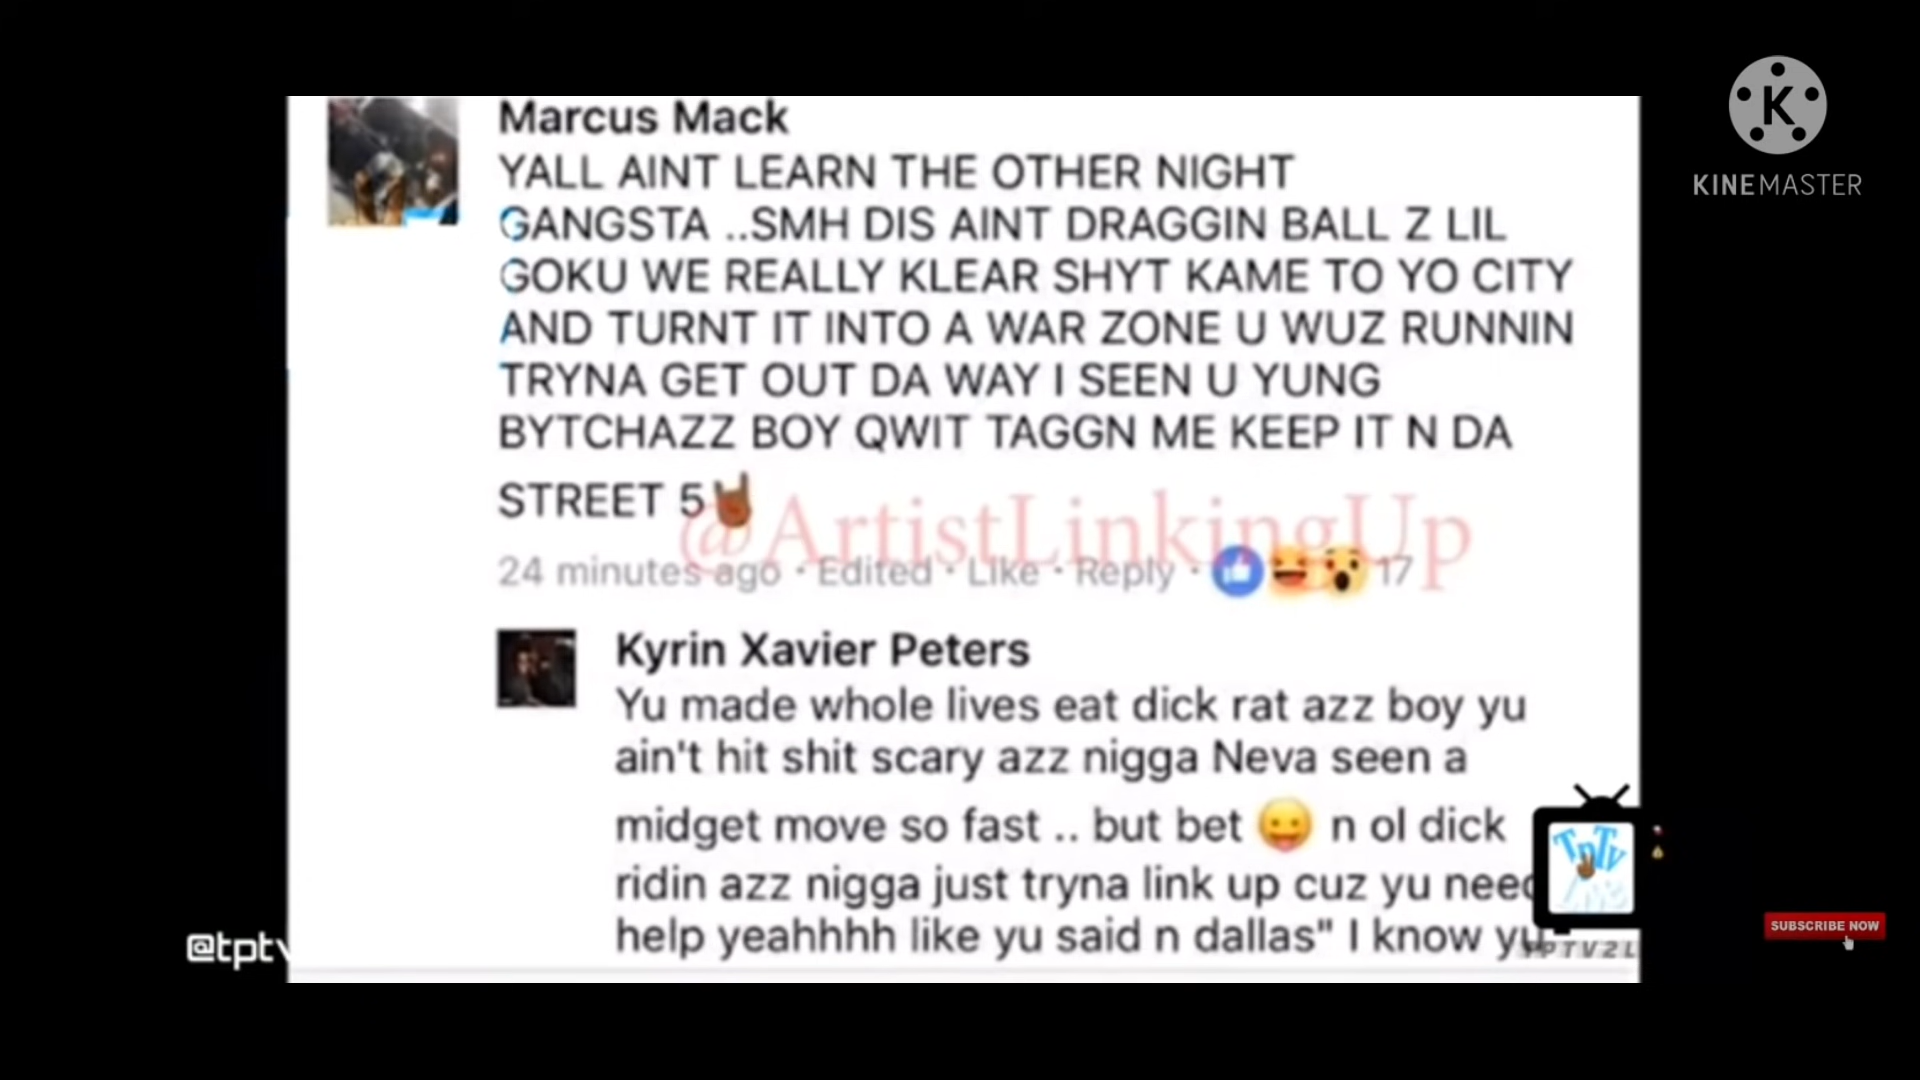 KINEMASTER
Marcus Mack
YALL AINT LEARN THE OTHER NIGHT
GANGSTA ..SMH DIS AINT DRAGGIN BALL Z LIL
GOKU WE REALLY KLEAR SHYT KAME TO YO CITY
AND TURNT IT INTO A WAR ZONE U WUZ RUNNIN
TRYNA GET OUT DA WAY I SEEN U YUNG
BYTCHAZZ BOY QWIT TAGGN ME KEEP IT N DA
STREET 5🤘🏾
@ArtistLinkingUp
24 minutes ago · Edited · Like · Reply · 17
Kyrin Xavier Peters
Yu made whole lives eat dick rat azz boy yu
ain't hit shit scary azz nigga Neva seen a
midget move so fast .. but bet 😛 n ol dick
ridin azz nigga just tryna link up cuz yu need
help yeahhhh like yu said n dallas" I know yu
TpTv
PTV2L
@tptv
SUBSCRIBE NOW